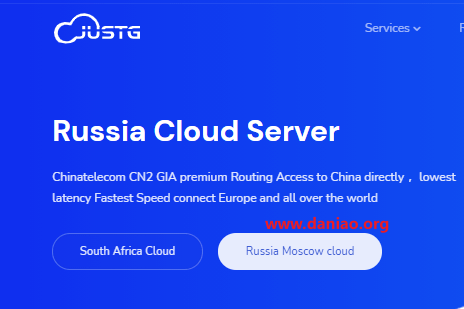 JUSTG
Services
Russia Cloud Server
Chinatelecom CN2 GIA premium Routing Access to China directly， lowest
latency Fastest Speed connect Europe and all over the world
www.daniao.org
South Africa Cloud
Russia Moscow cloud